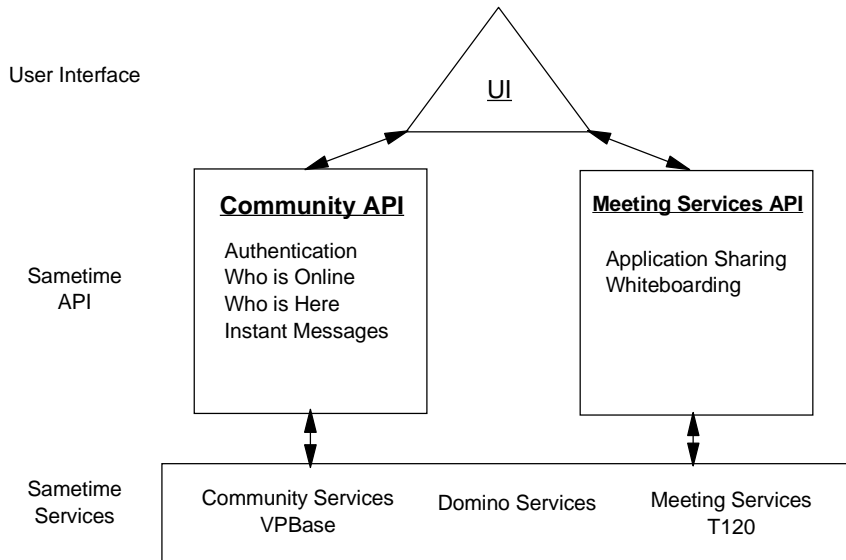 User Interface
UI
Community API
Authentication
Who is Online
Who is Here
Instant Messages
Meeting Services API
Application Sharing
Whiteboarding
Sametime
API
Sametime
Services
Community Services
VPBase
Domino Services
Meeting Services
T120